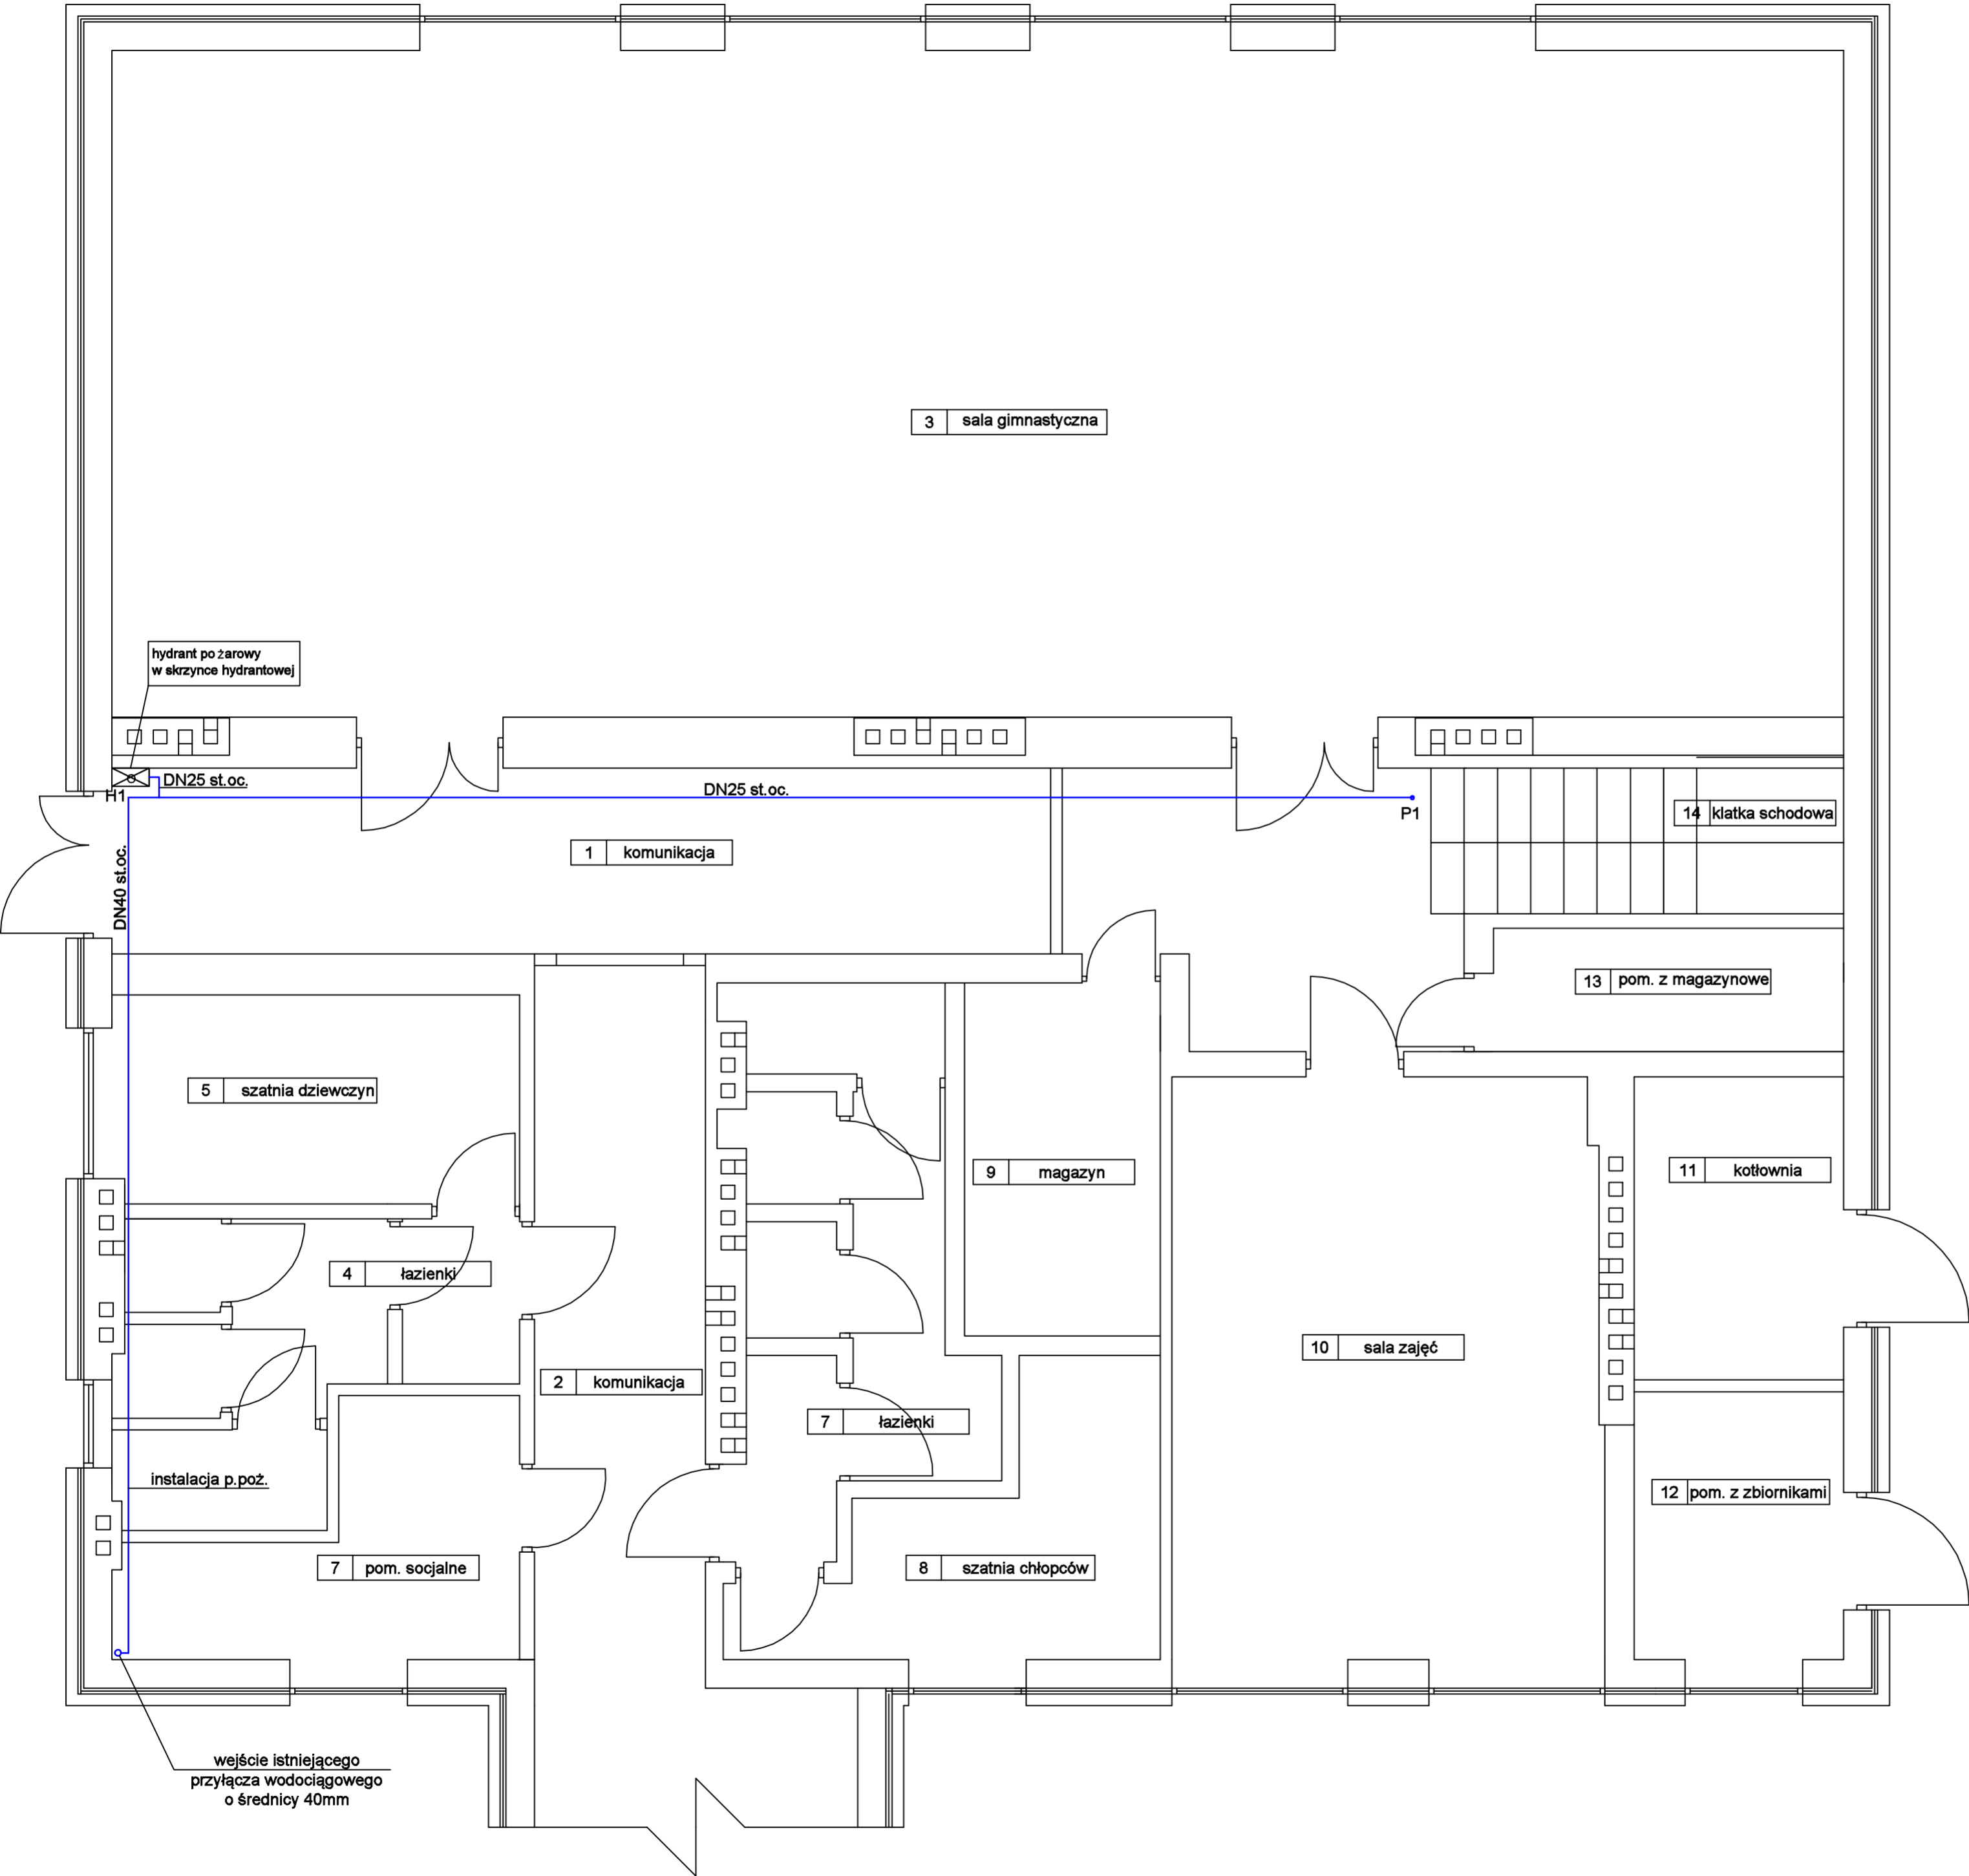 3 sala gimnastyczna
hydrant pożarowy
w skrzynce hydrantowej
DN25 st.oc.
H1
DN25 st.oc.
P1
14 klatka schodowa
1 komunikacja
DN40 st.oc.
13 pom. z magazynowe
5 szatnia dziewczyn
9 magazyn
11 kotłownia
4 łazienki
10 sala zajęć
2 komunikacja
7 łazienki
instalacja p.poż.
12 pom. z zbiornikami
7 pom. socjalne
8 szatnia chłopców
wejście istniejącego
przyłącza wodociągowego
o średnicy 40mm